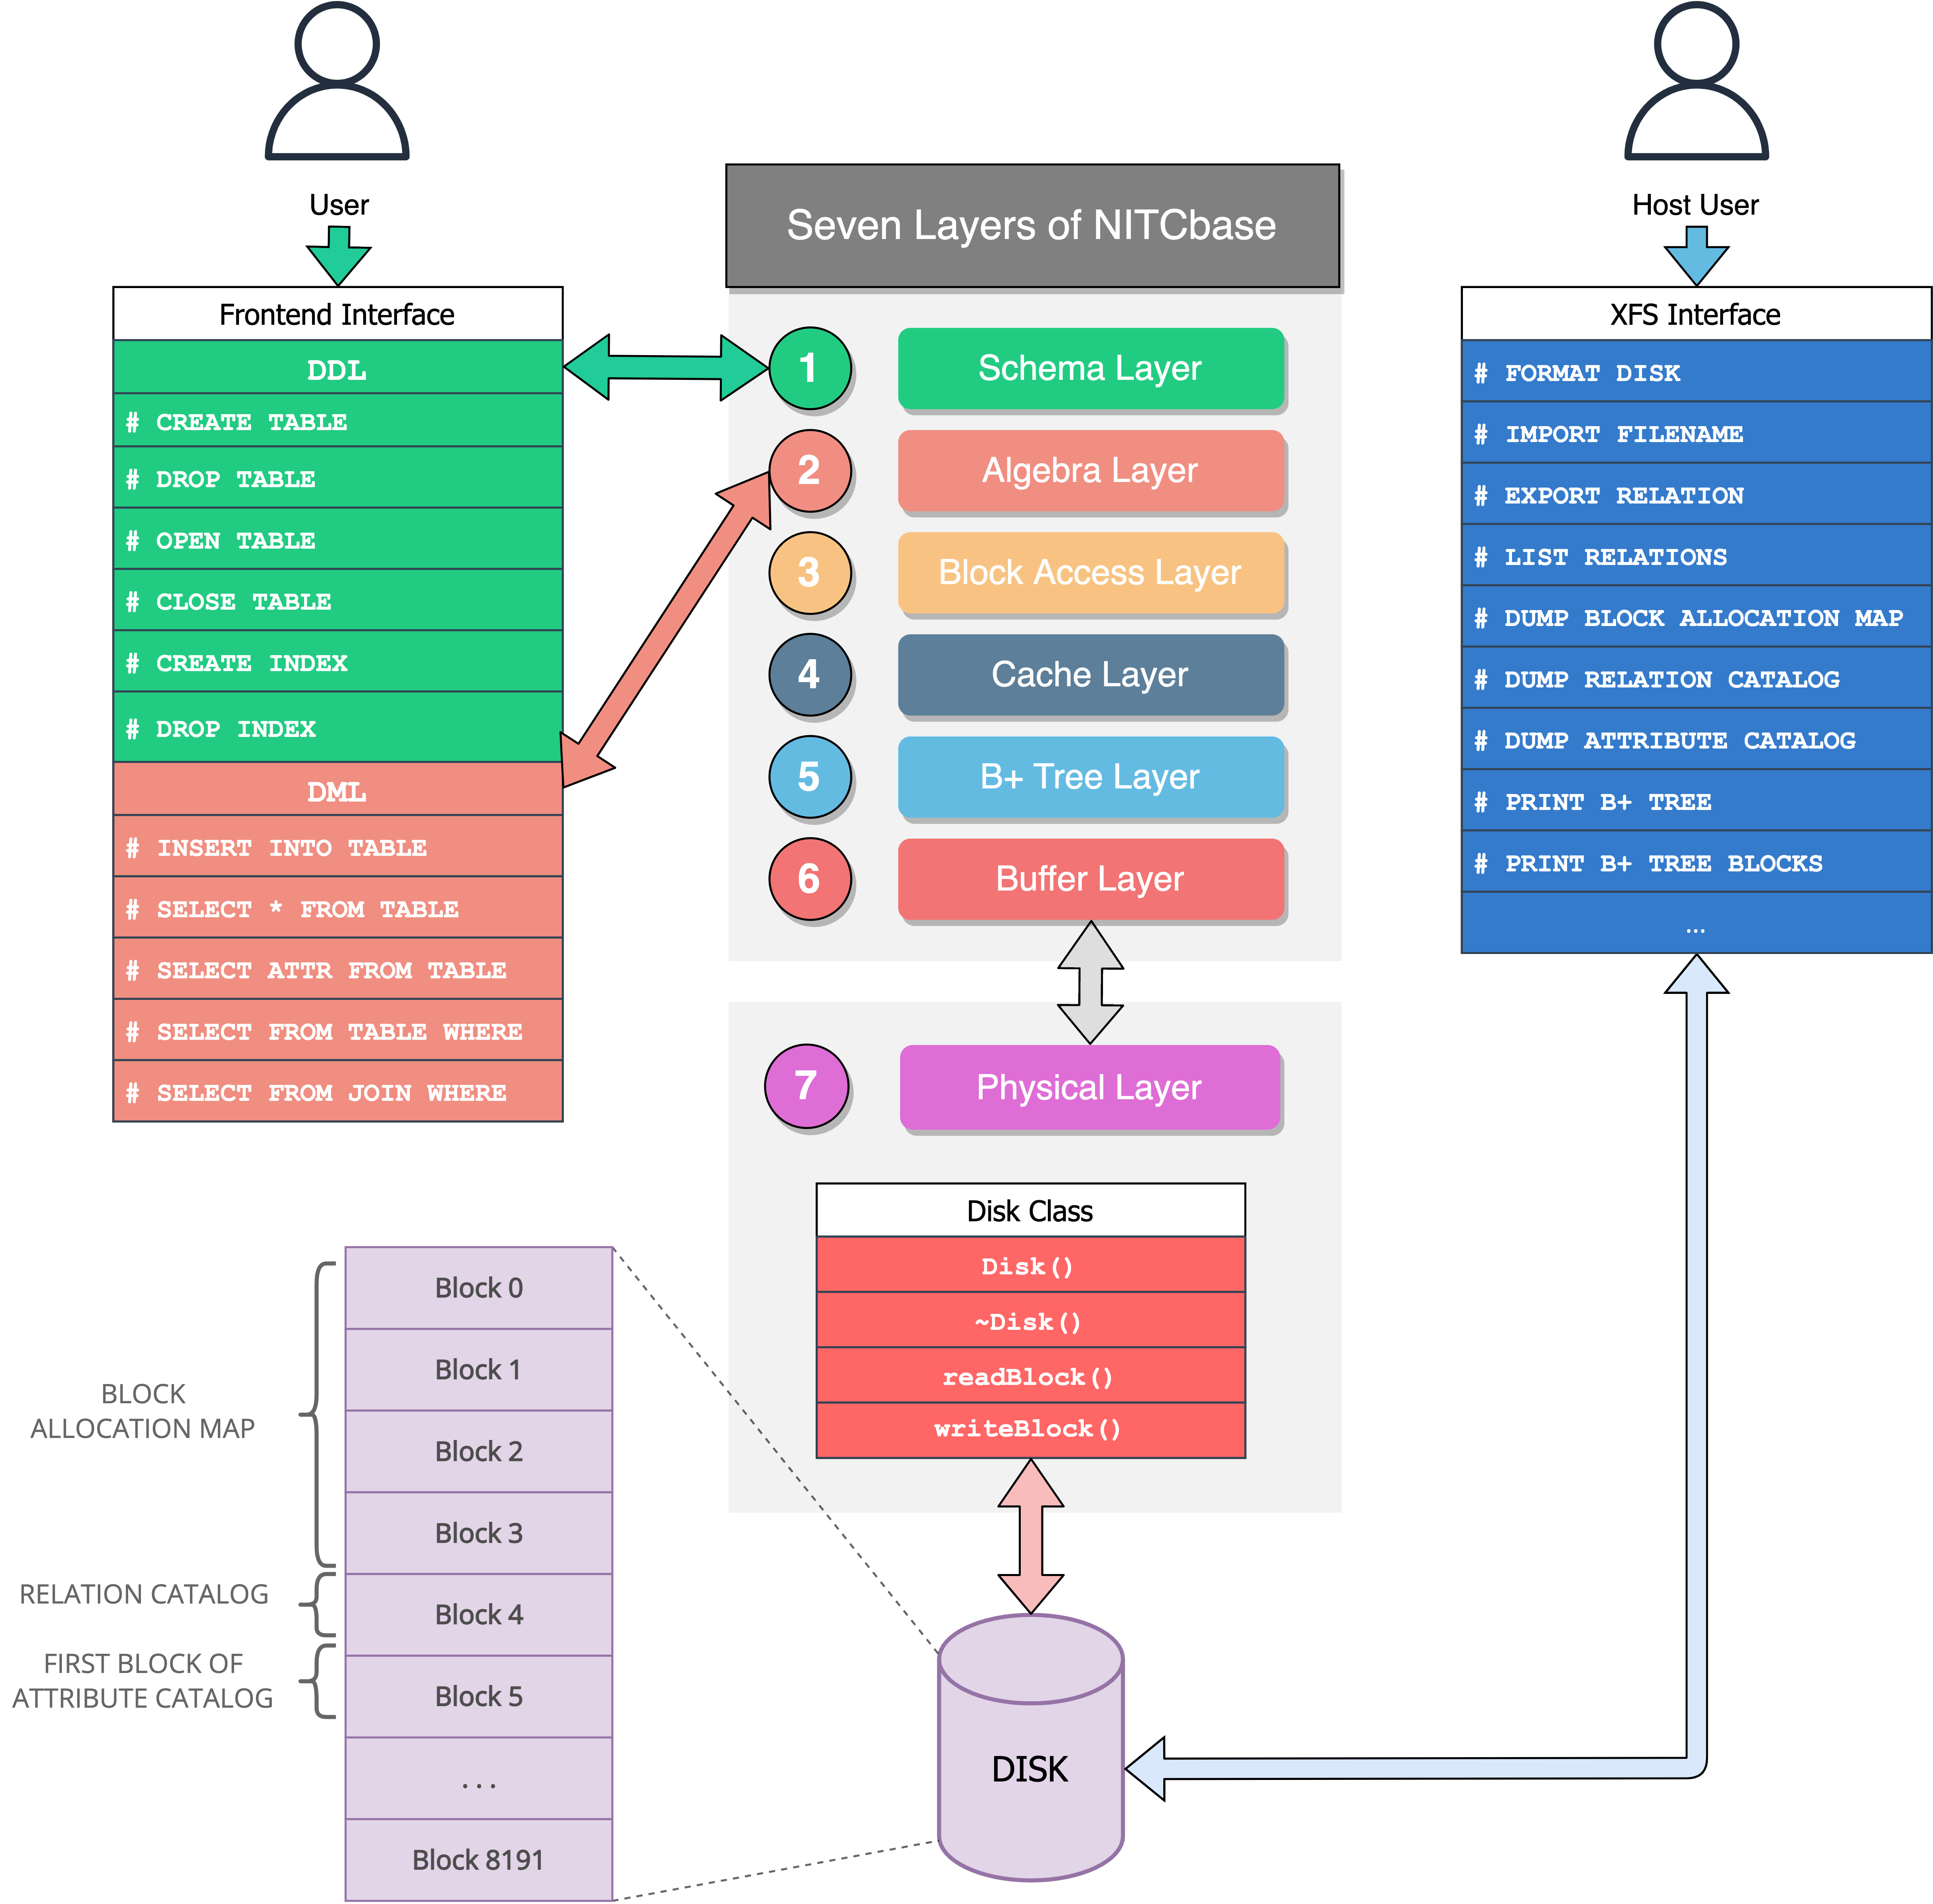 User
Frontend Interface
DDL
# CREATE TABLE
# DROP TABLE
# OPEN TABLE
# CLOSE TABLE
# CREATE INDEX
# DROP INDEX
DML
# INSERT INTO TABLE
# SELECT * FROM TABLE
# SELECT ATTR FROM TABLE
# SELECT FROM TABLE WHERE
# SELECT FROM JOIN WHERE
Seven Layers of NITCbase
1 Schema Layer
2 Algebra Layer
3 Block Access Layer
4 Cache Layer
5 B+ Tree Layer
6 Buffer Layer
7 Physical Layer
Disk Class
Disk()
~Disk()
readBlock()
writeBlock()
DISK
Host User
XFS Interface
# FORMAT DISK
# IMPORT FILENAME
# EXPORT RELATION
# LIST RELATIONS
# DUMP BLOCK ALLOCATION MAP
# DUMP RELATION CATALOG
# DUMP ATTRIBUTE CATALOG
# PRINT B+ TREE
# PRINT B+ TREE BLOCKS
...
BLOCK
ALLOCATION MAP
RELATION CATALOG
FIRST BLOCK OF
ATTRIBUTE CATALOG
Block 0
Block 1
Block 2
Block 3
Block 4
Block 5
. . .
Block 8191